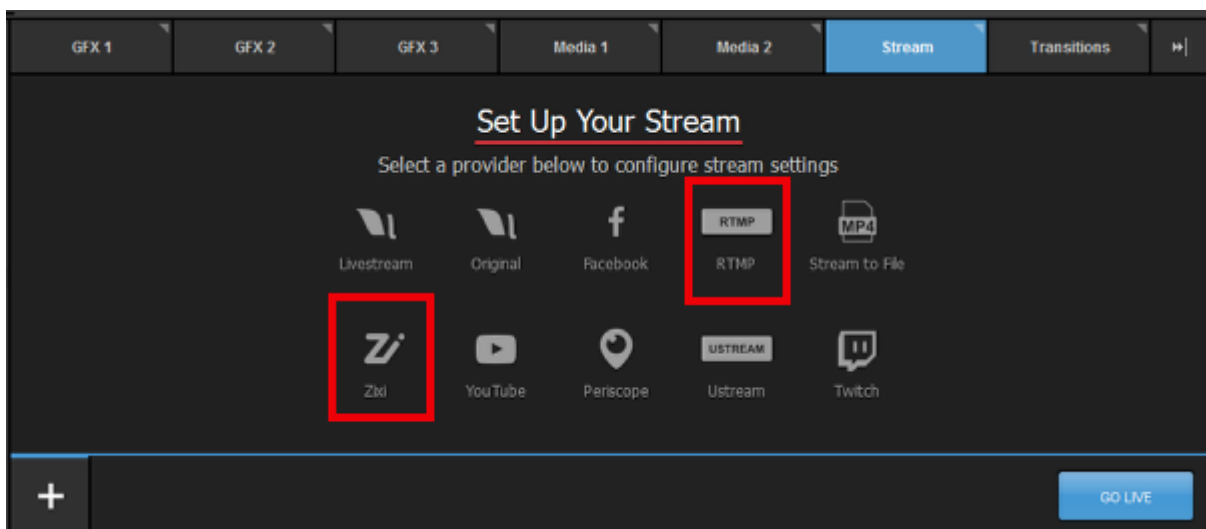 GFX 1 GFX 2 GFX 3 Media 1 Media 2 Stream Transitions
Set Up Your Stream
Select a provider below to configure stream settings
RTMP MP4
Livestream Original Facebook RTMP Stream to File
USTREAM
Zixi YouTube Periscope Ustream Twitch
GO LIVE